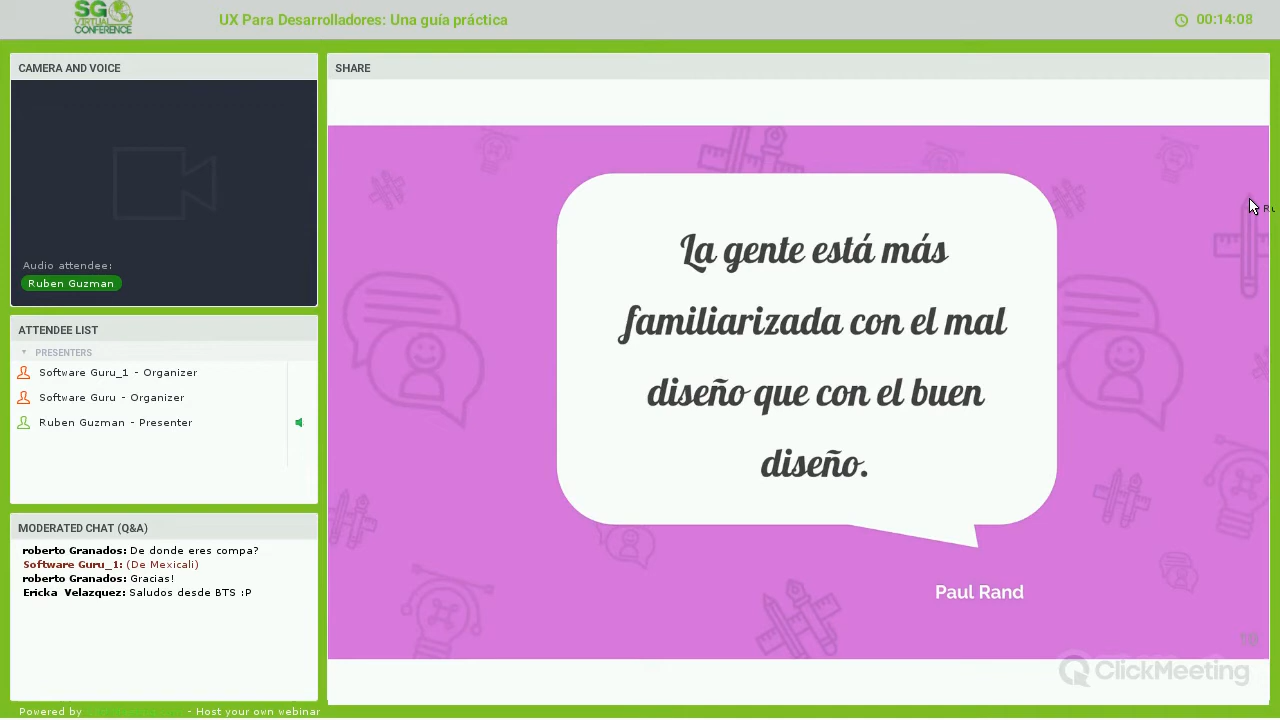 SG
VIRTUAL
CONFERENCE
UX Para Desarrolladores: Una guía práctica
00:14:08
CAMERA AND VOICE
Audio attendee:
Ruben Guzman
ATTENDEE LIST
PRESENTERS
Software Guru_1 - Organizer
Software Guru - Organizer
Ruben Guzman - Presenter
MODERATED CHAT (Q&A)
roberto Granados: De donde eres compa?
Software Guru_1: (De Mexicali)
roberto Granados: Gracias!
Ericka Velazquez: Saludos desde BTS :P
Powered by - Host your own webinar
SHARE
La gente está más
familiarizada con el mal
diseño que con el buen
diseño.
Paul Rand
Ru
ClickMeeting